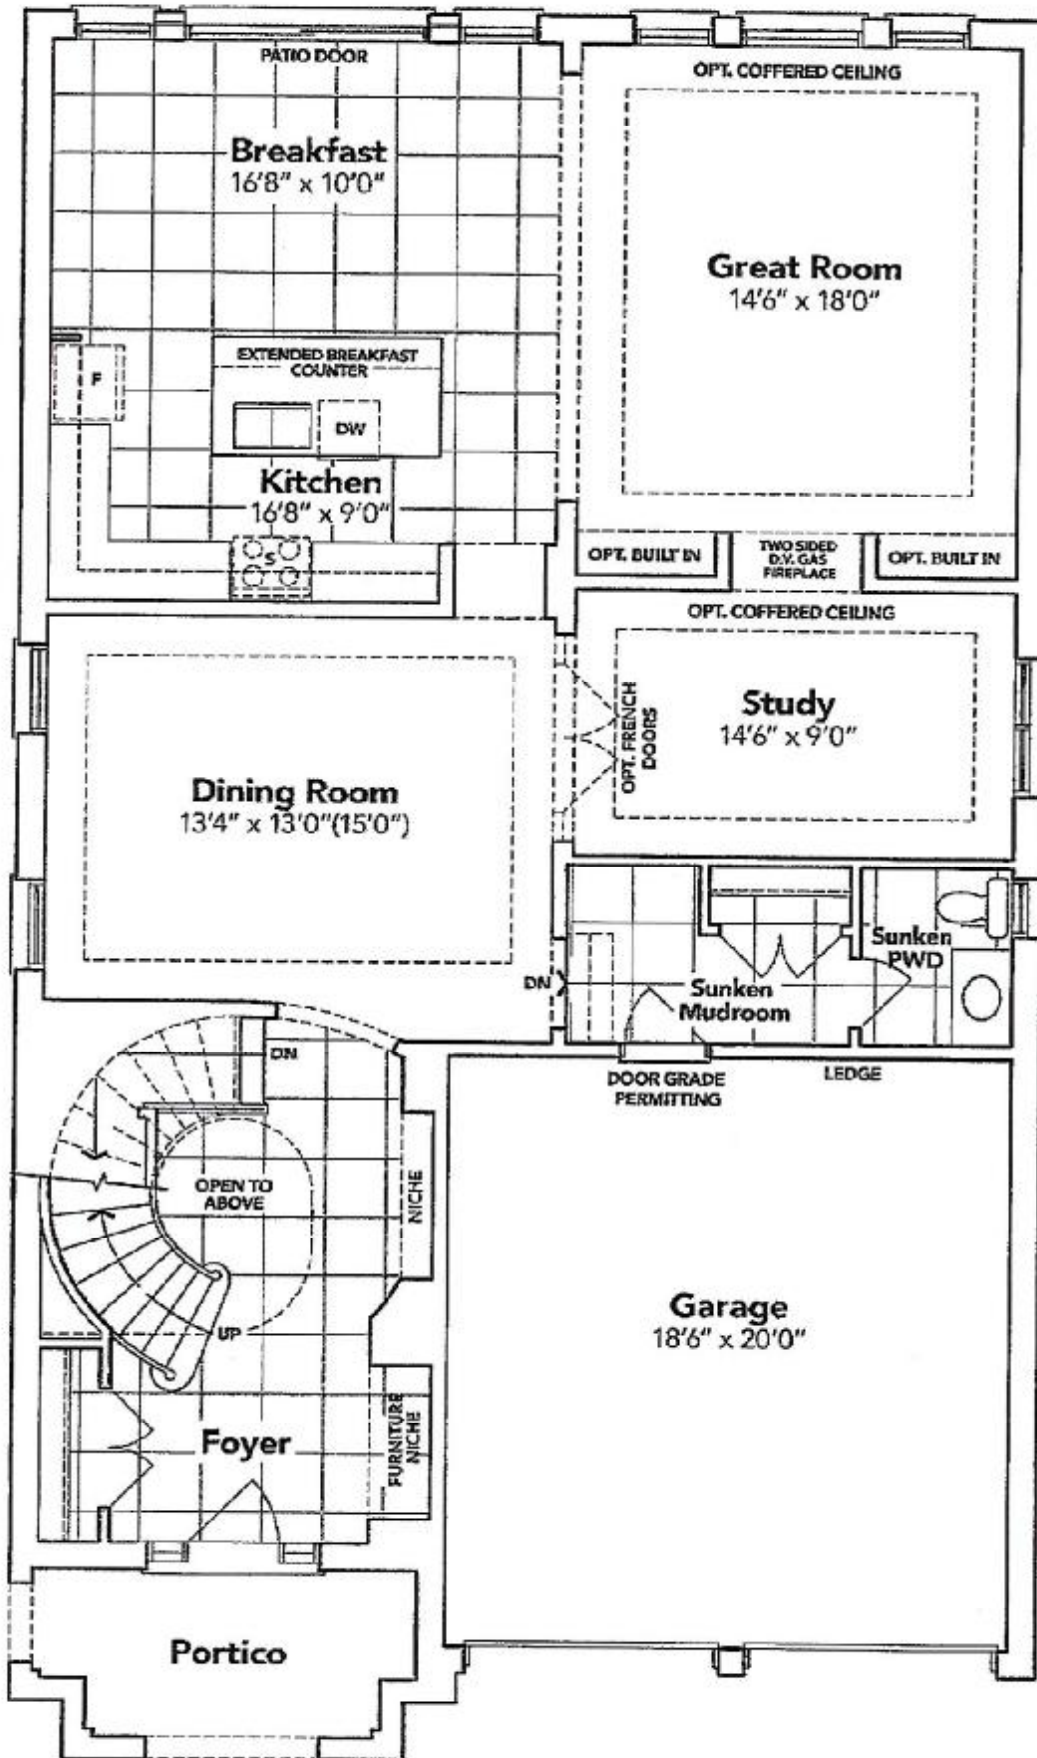 PATIO DOOR
Breakfast
16'8" x 10'0"
OPT. COFFERED CEILING
Great Room
14'6" x 18'0"
EXTENDED BREAKFAST
COUNTER
F
DW
Kitchen
16'8" x 9'0"
S
OPT. BUILT IN
TWO SIDED
D.V. GAS
FIREPLACE
OPT. BUILT IN
OPT. COFFERED CEILING
Study
14'6" x 9'0"
OPT. FRENCH
DOORS
Dining Room
13'4" x 13'0"(15'0")
Sunken
PWD
DN
Sunken
Mudroom
DN
DOOR GRADE
PERMITTING
LEDGE
OPEN TO
ABOVE
NICHE
UP
Garage
18'6" x 20'0"
Foyer
FURNITURE
NICHE
Portico